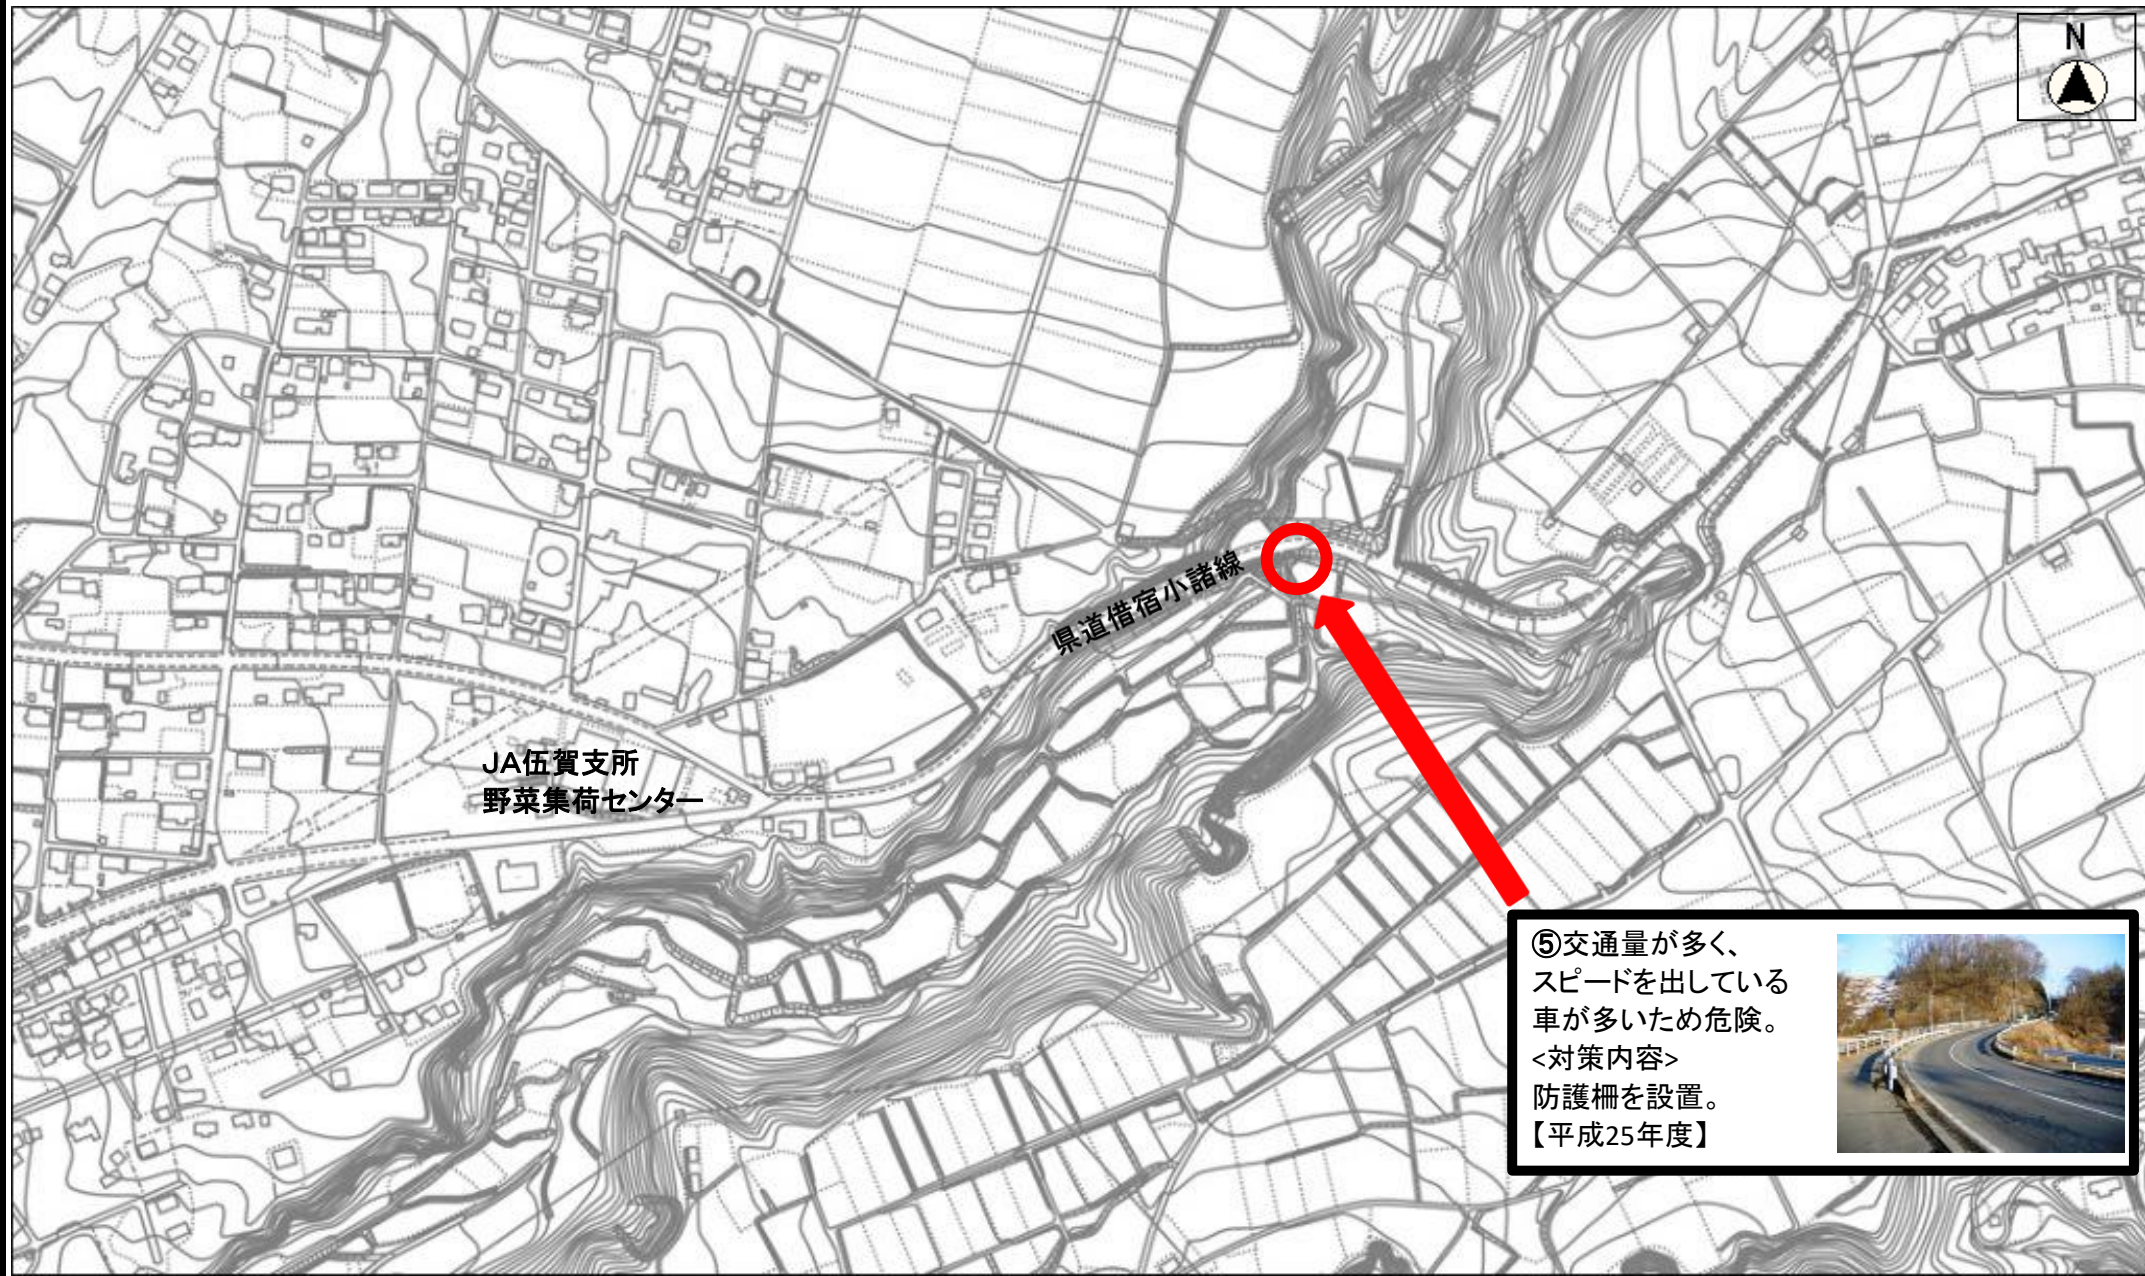 N
県道借宿小諸線
JA伍賀支所
野菜集荷センター
⑤交通量が多く、
スピードを出している
車が多いため危険。
<対策内容>
防護柵を設置。
【平成25年度】